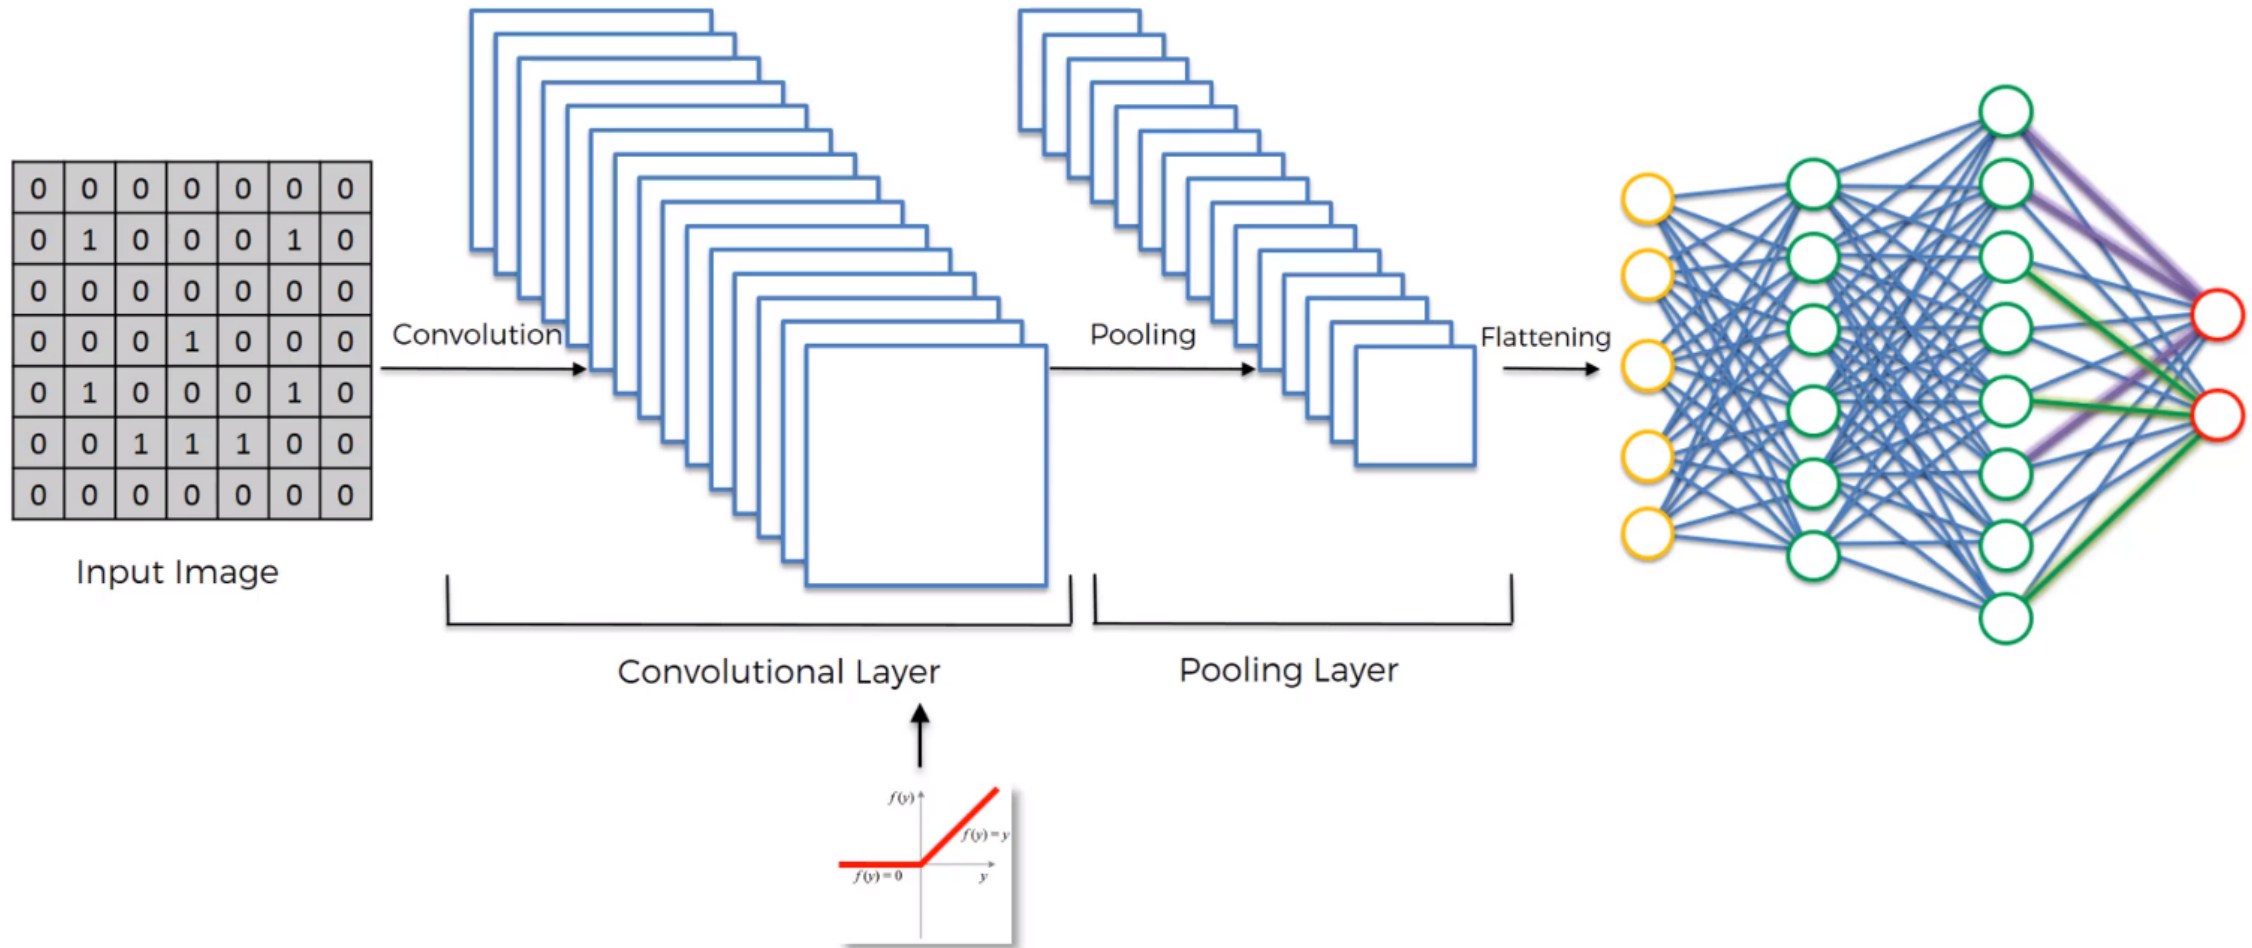 0 0 0 0 0 0 0
0 1 0 0 0 1 0
0 0 0 0 0 0 0
0 0 0 1 0 0 0
0 1 0 0 0 1 0
0 0 1 1 1 0 0
0 0 0 0 0 0 0
Input Image
Convolution
Pooling
Flattening
Convolutional Layer
Pooling Layer
f(y)
f(y)=y
f(y)=0
y